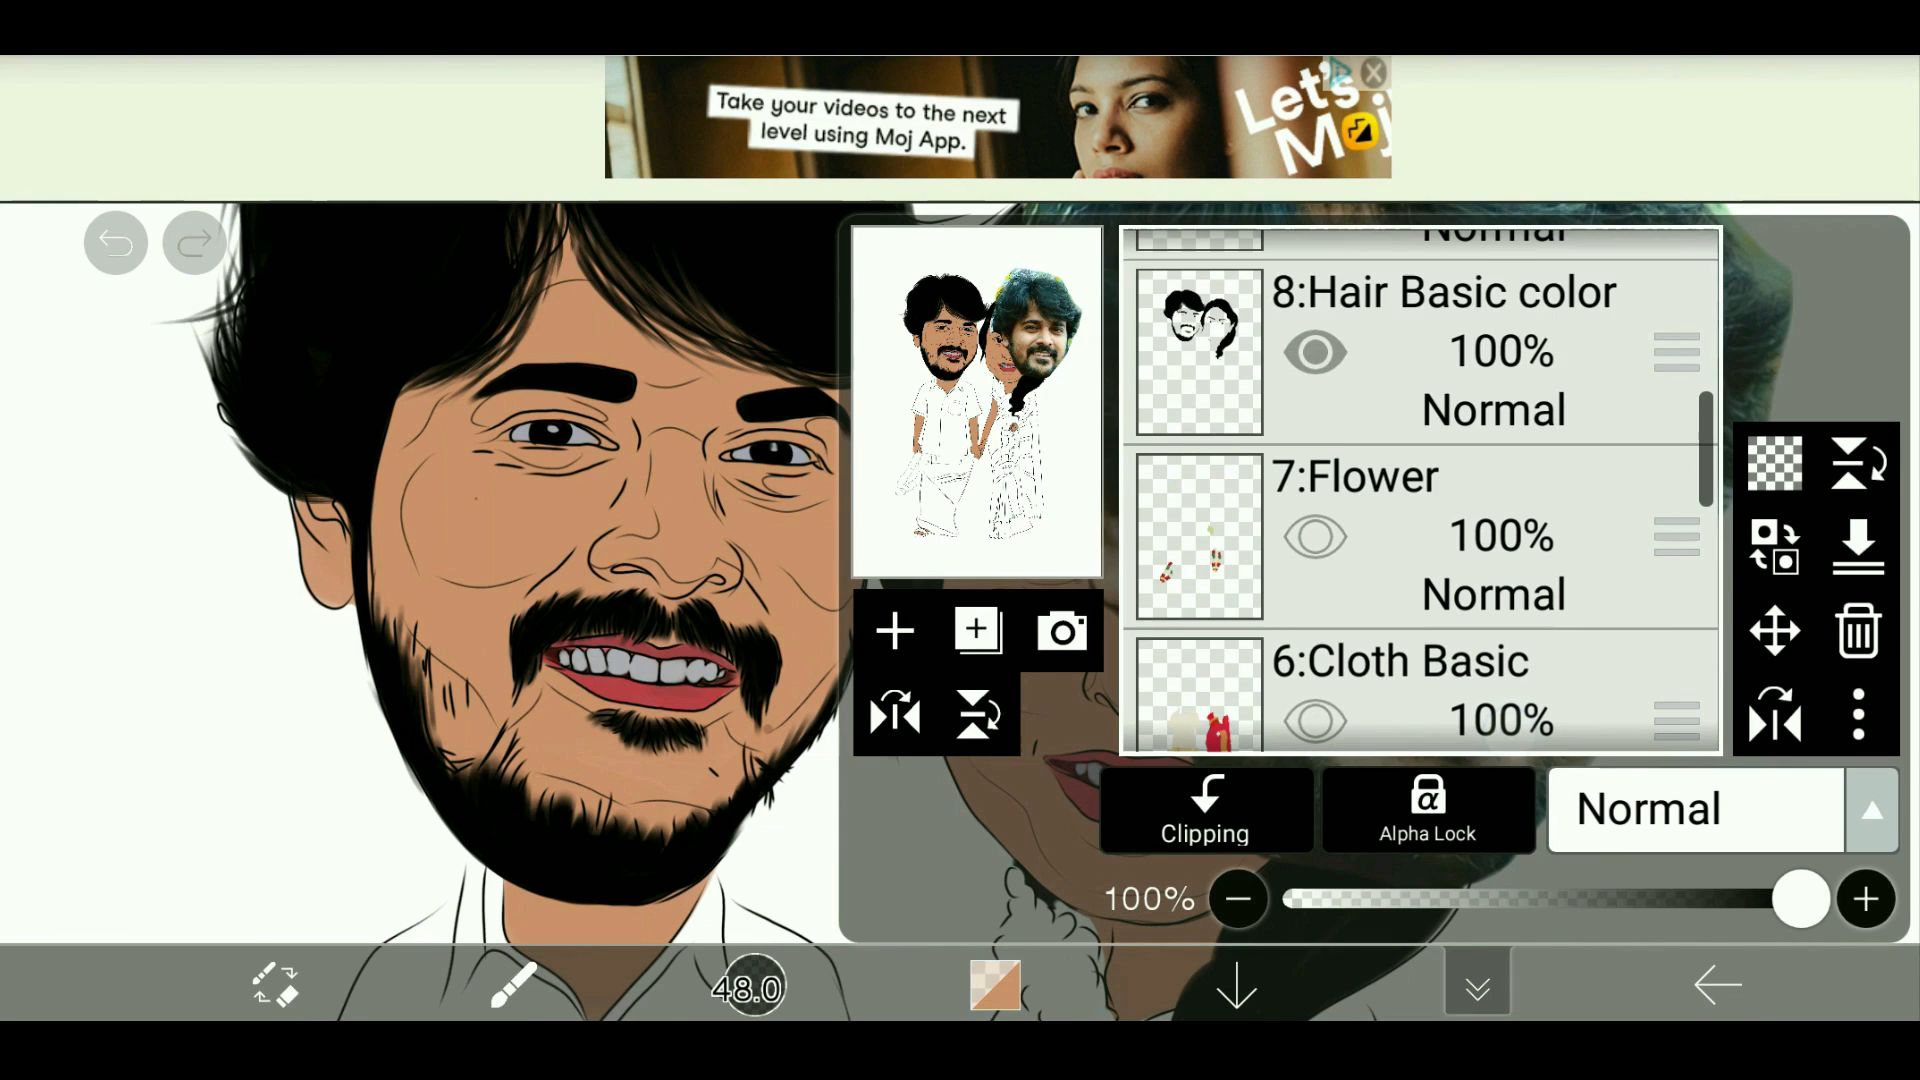 Take your videos to the next
level using Moj App.
Let's
Moj
Normal
8:Hair Basic color
100%
Normal
7:Flower
100%
Normal
6:Cloth Basic
100%
Clipping
α
Alpha Lock
Normal
100%
48.0